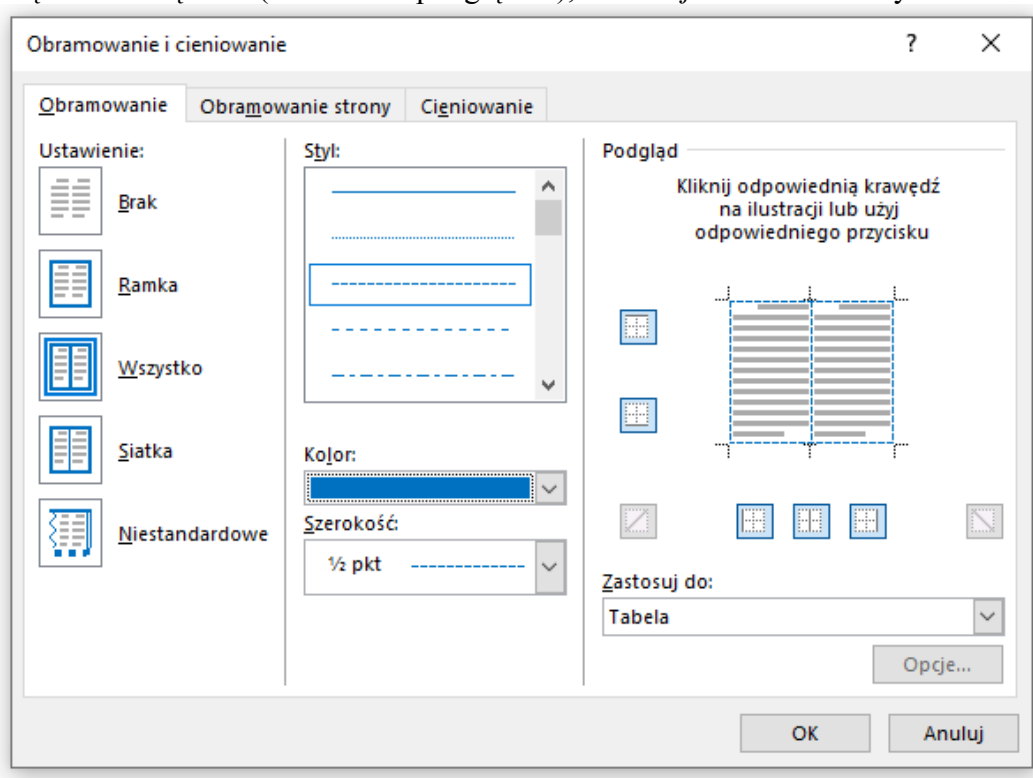 Obramowanie i cieniowanie
?
Obramowanie
Obramowanie strony
Cieniowanie
Ustawienie:
Brak
Ramka
Wszystko
Siatka
Niestandardowe
Styl:
Kolor:
Szerokość:
½ pkt
Podgląd
Kliknij odpowiednią krawędź
na ilustracji lub użyj
odpowiedniego przycisku
Zastosuj do:
Tabela
Opcje...
OK
Anuluj